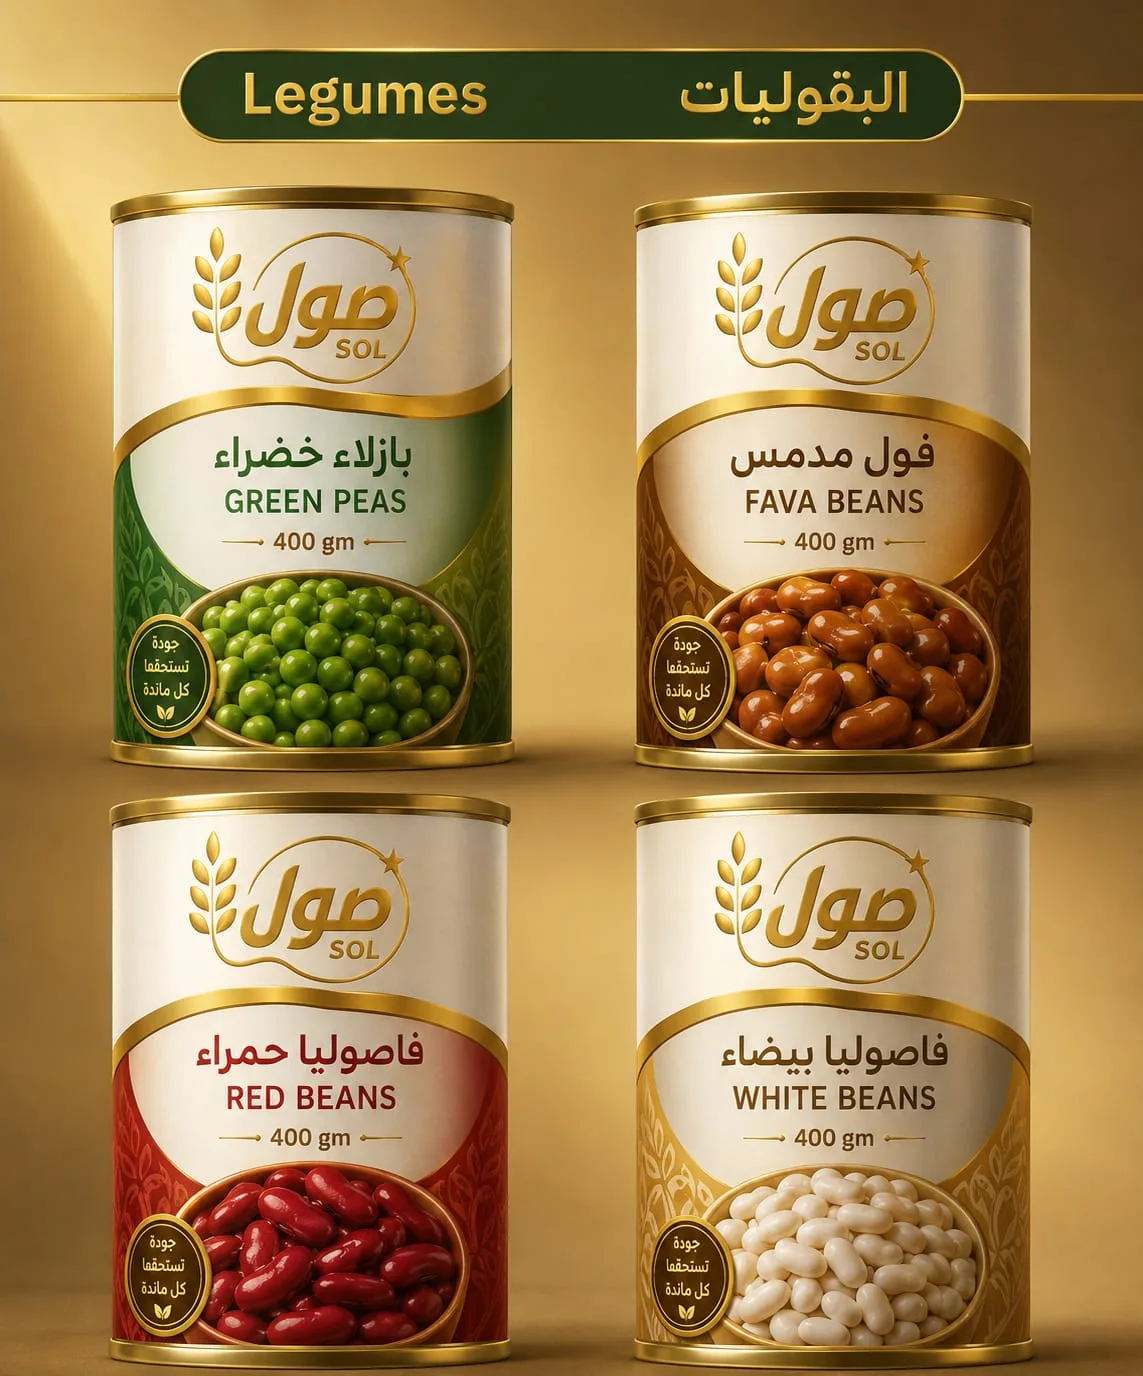 Legumes البقوليات
صول
SOL
بازلاء خضراء
GREEN PEAS
400 gm
جودة
تستحقها
كل مائدة
صول
SOL
فول مدمس
FAVA BEANS
400 gm
جودة
تستحقها
كل مائدة
صول
SOL
فاصوليا حمراء
RED BEANS
400 gm
جودة
تستحقها
كل مائدة
صول
SOL
فاصوليا بيضاء
WHITE BEANS
400 gm
جودة
تستحقها
كل مائدة